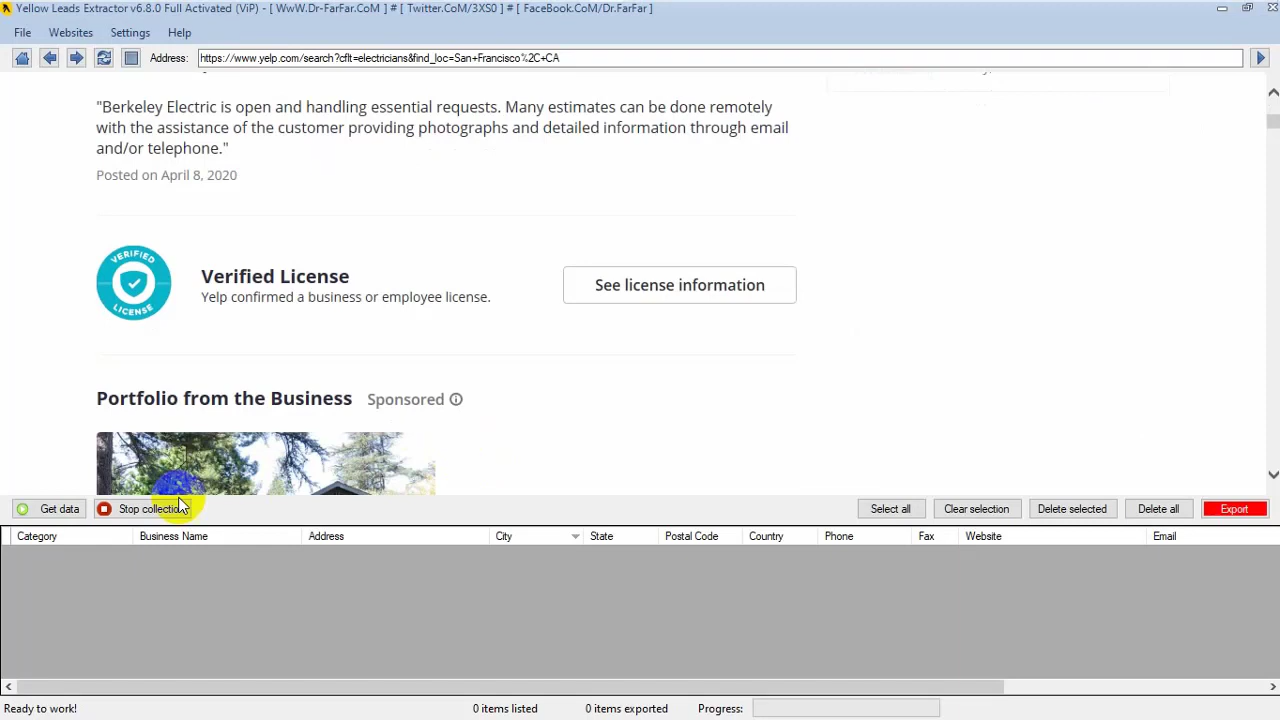 Yellow Leads Extractor v6.8.0 Full Activated (ViP) - [ WwW.Dr-FarFar.CoM ] # [ Twitter.CoM/3XS0 ] # [ FaceBook.CoM/Dr.FarFar ]
File Websites Settings Help
Address: https://www.yelp.com/search?cflt=electricians&find_loc=San+Francisco%2C+CA
"Berkeley Electric is open and handling essential requests. Many estimates can be done remotely
with the assistance of the customer providing photographs and detailed information through email
and/or telephone."
Posted on April 8, 2020
VERIFIED
LICENSE
Verified License
Yelp confirmed a business or employee license.
See license information
Portfolio from the Business Sponsored
Get data Stop collection Select all Clear selection Delete selected Delete all Export
Category Business Name Address City State Postal Code Country Phone Fax Website Email
Ready to work! 0 items listed 0 items exported Progress: